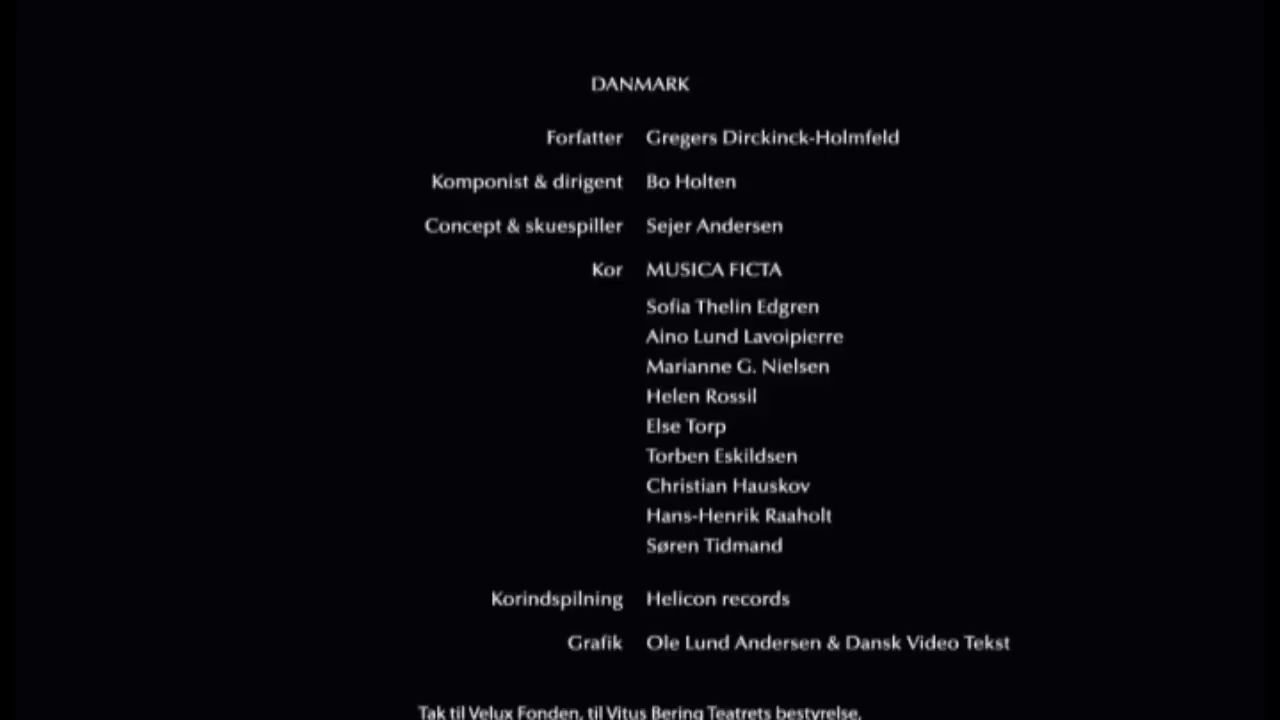 DANMARK
Forfatter Gregers Dirckinck-Holmfeld
Komponist & dirigent Bo Holten
Concept & skuespiller Sejer Andersen
Kor MUSICA FICTA
Sofia Thelin Edgren
Aino Lund Lavoipierre
Marianne G. Nielsen
Helen Rossil
Else Torp
Torben Eskildsen
Christian Hauskov
Hans-Henrik Raaholt
Søren Tidmand
Korindspilning Helicon records
Grafik Ole Lund Andersen & Dansk Video Tekst
Tak til Velux Fonden, til Vitus Bering Teatrets bestyrelse,